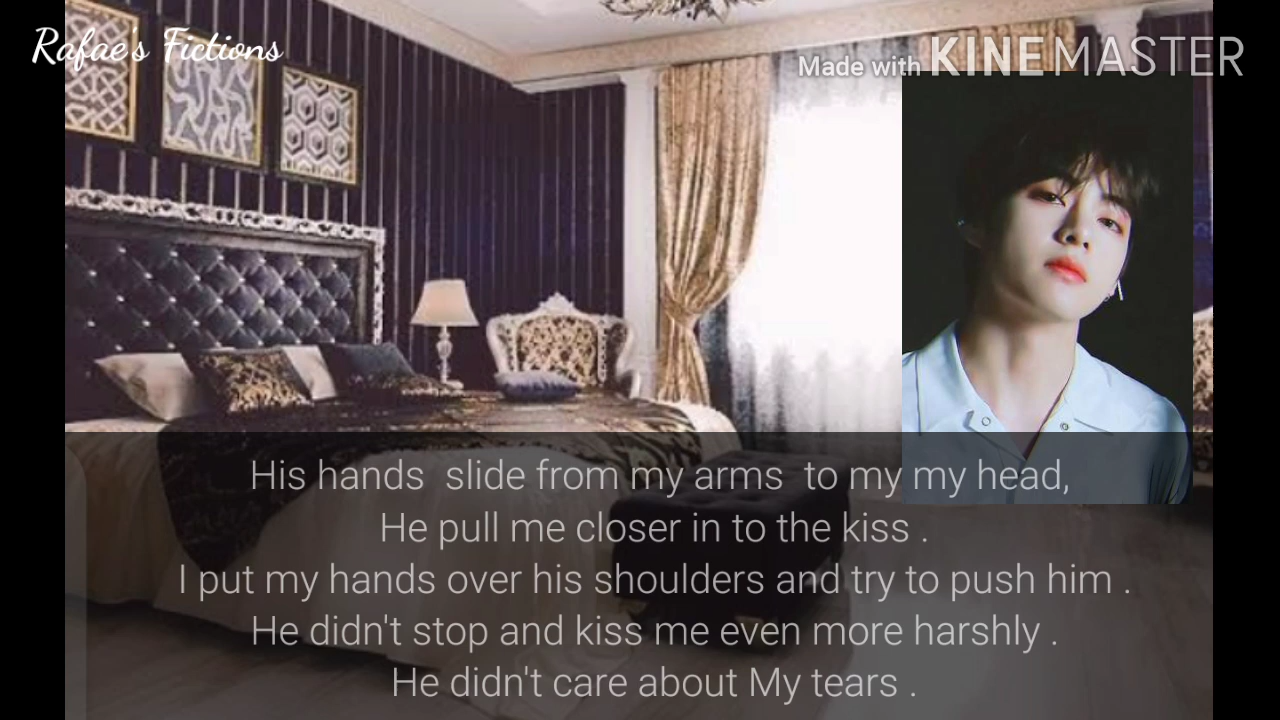 Rafae's Fictions
Made with KINEMASTER
His hands slide from my arms to my my head,
He pull me closer in to the kiss .
I put my hands over his shoulders and try to push him .
He didn't stop and kiss me even more harshly .
He didn't care about My tears .